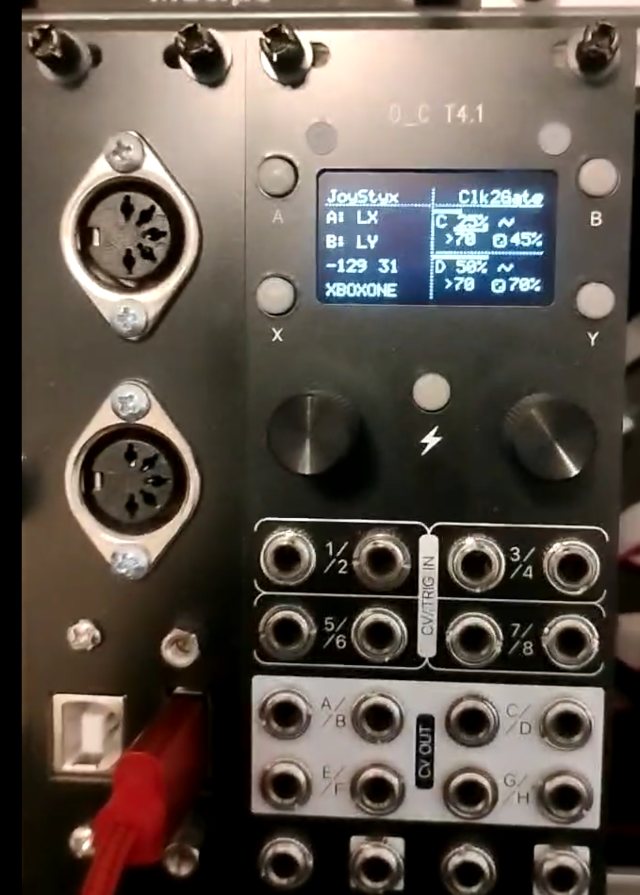 O_C T4.1
A
B
X
Y
JoyStyx
A: LX
B: LY
-129 31
XBOXONE
Clk2Gate
C 25% ~
>70 45%
D 50% ~
>70 70%
1/
/2
3/
/4
CV/TRIG IN
5/
/6
7/
/8
A/
/B
C/
/D
CV OUT
E/
/F
G/
/H